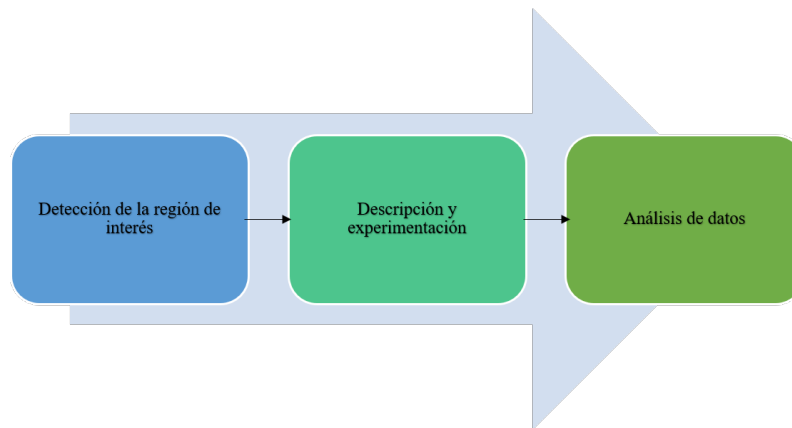 Detección de la región de
interés
Descripción y
experimentación
Análisis de datos